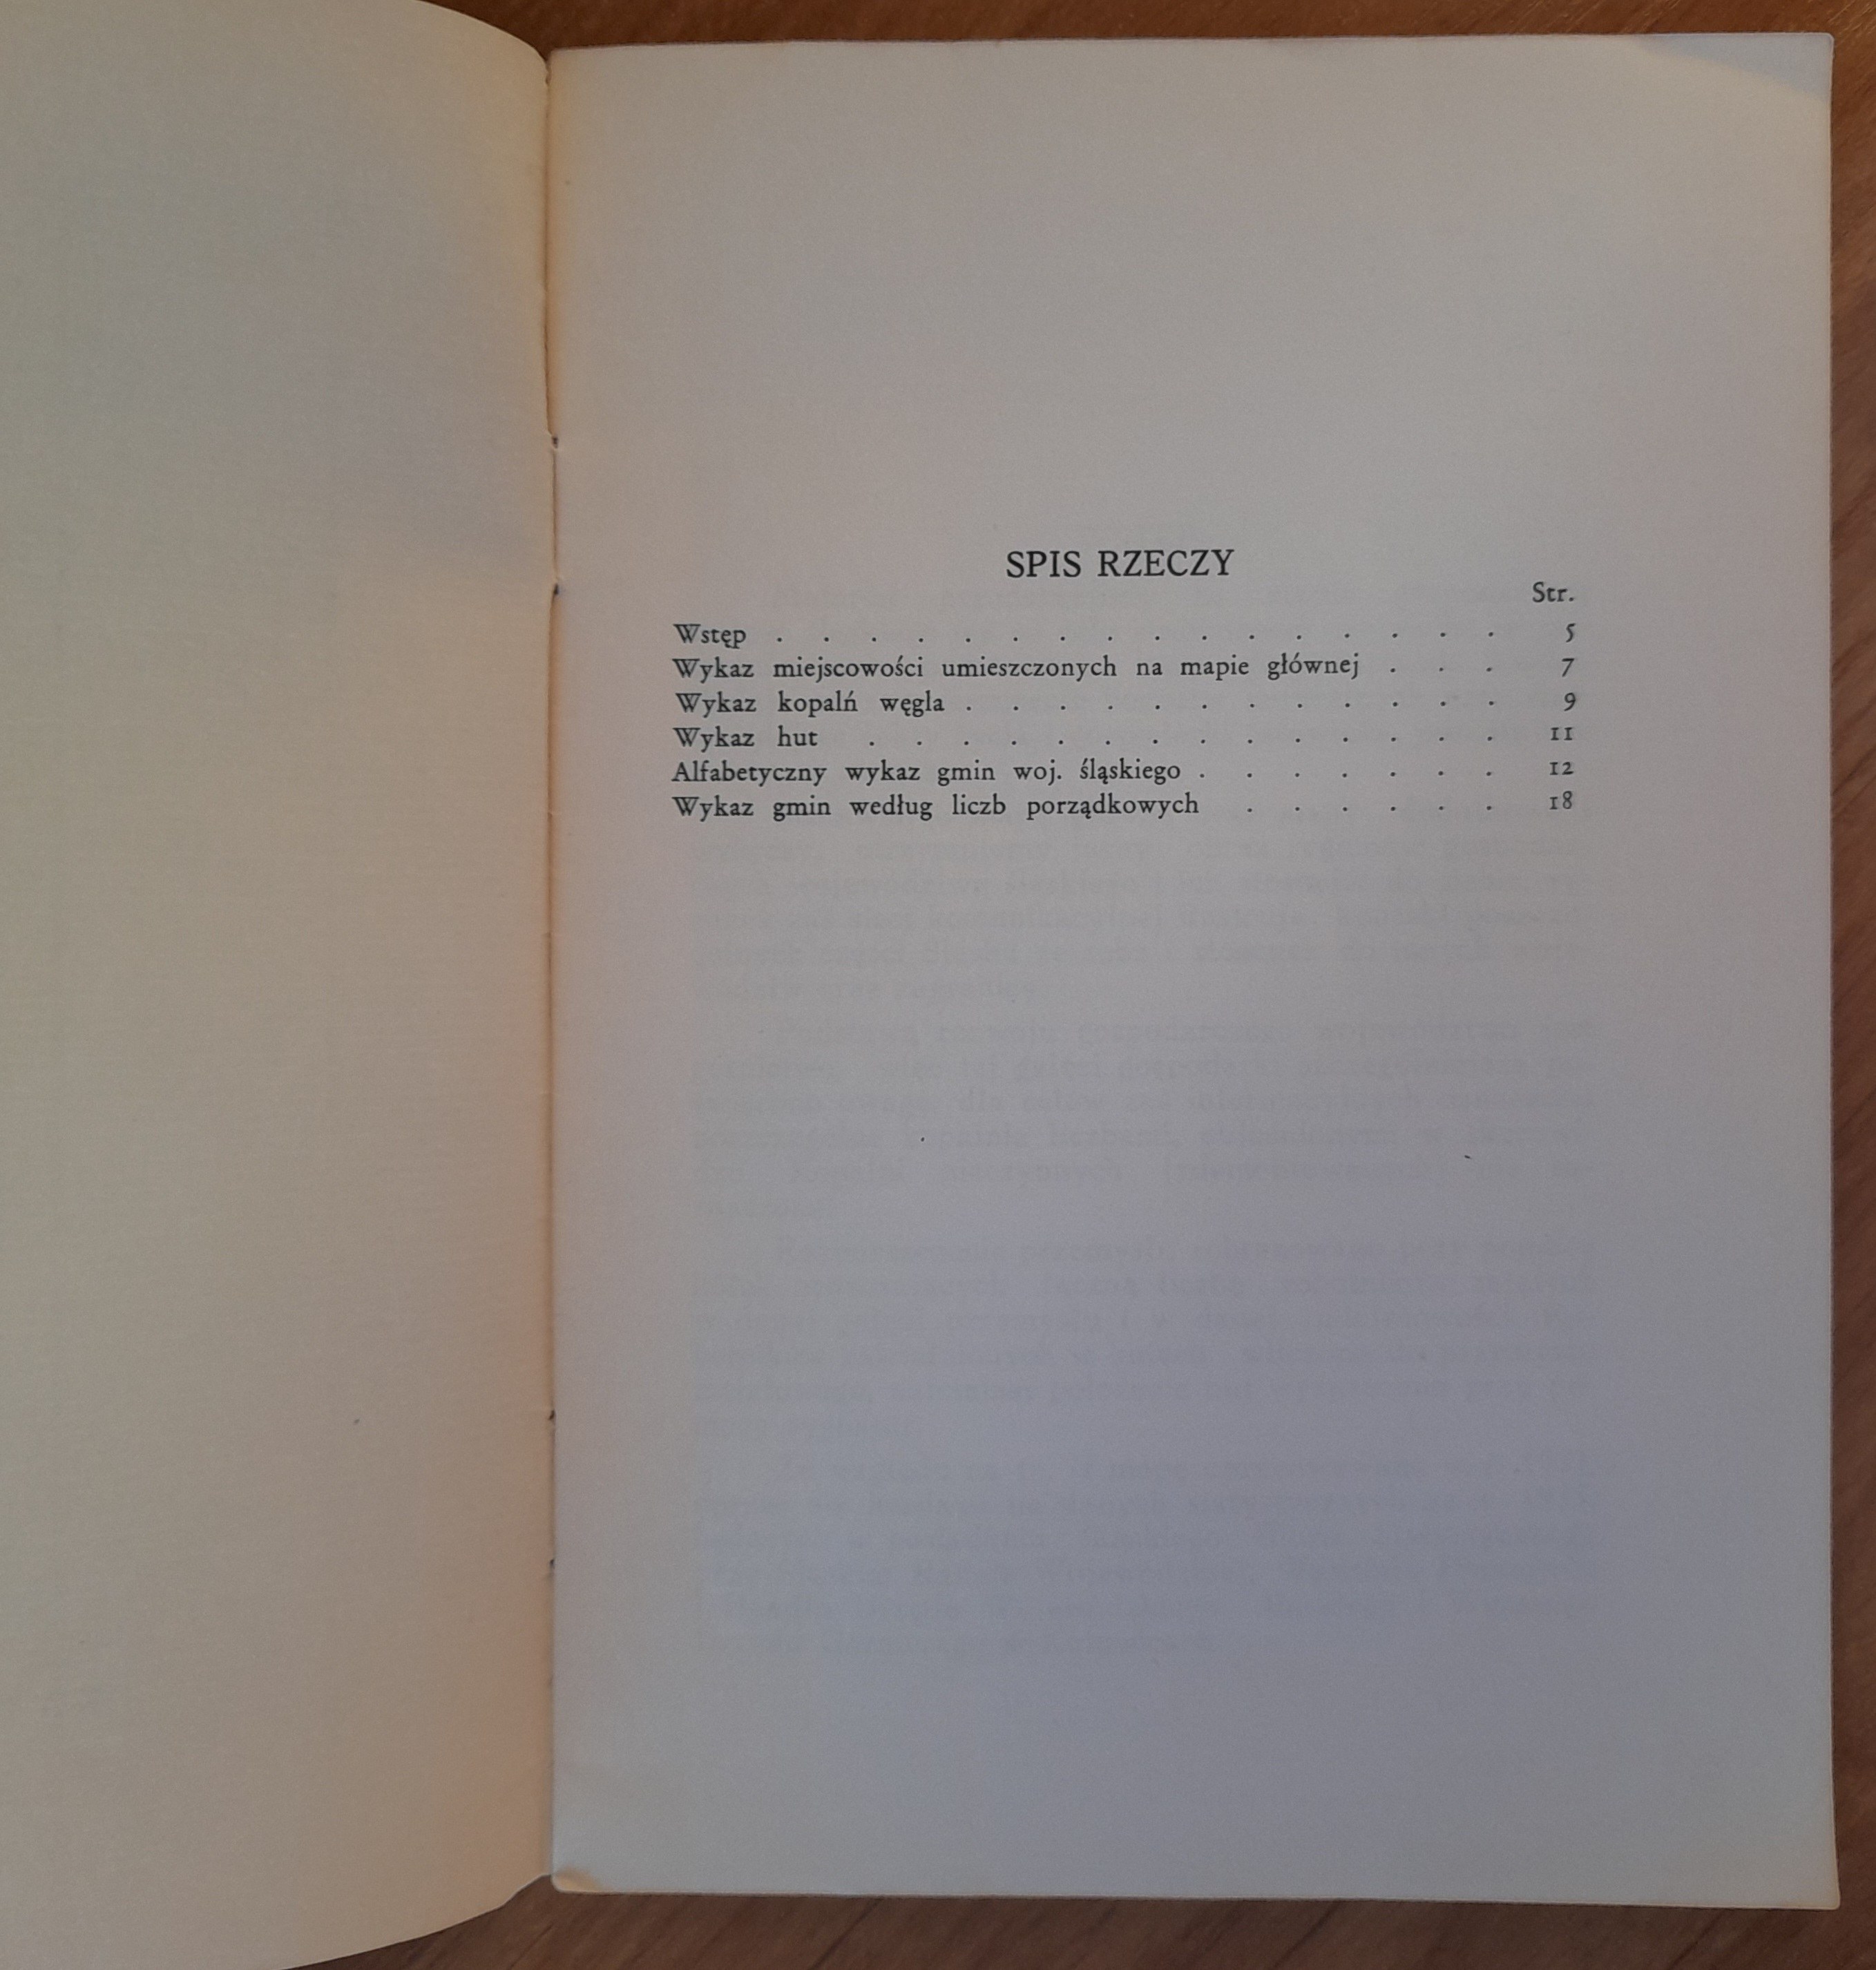 SPIS RZECZY
Str.
Wstęp . . . . . . . . . . . . . . . . 5
Wykaz miejscowości umieszczonych na mapie głównej . . . 7
Wykaz kopalń węgla . . . . . . . . . . . . 9
Wykaz hut . . . . . . . . . . . . . . 11
Alfabetyczny wykaz gmin woj. śląskiego . . . . . . . 12
Wykaz gmin według liczb porządkowych . . . . . . 18